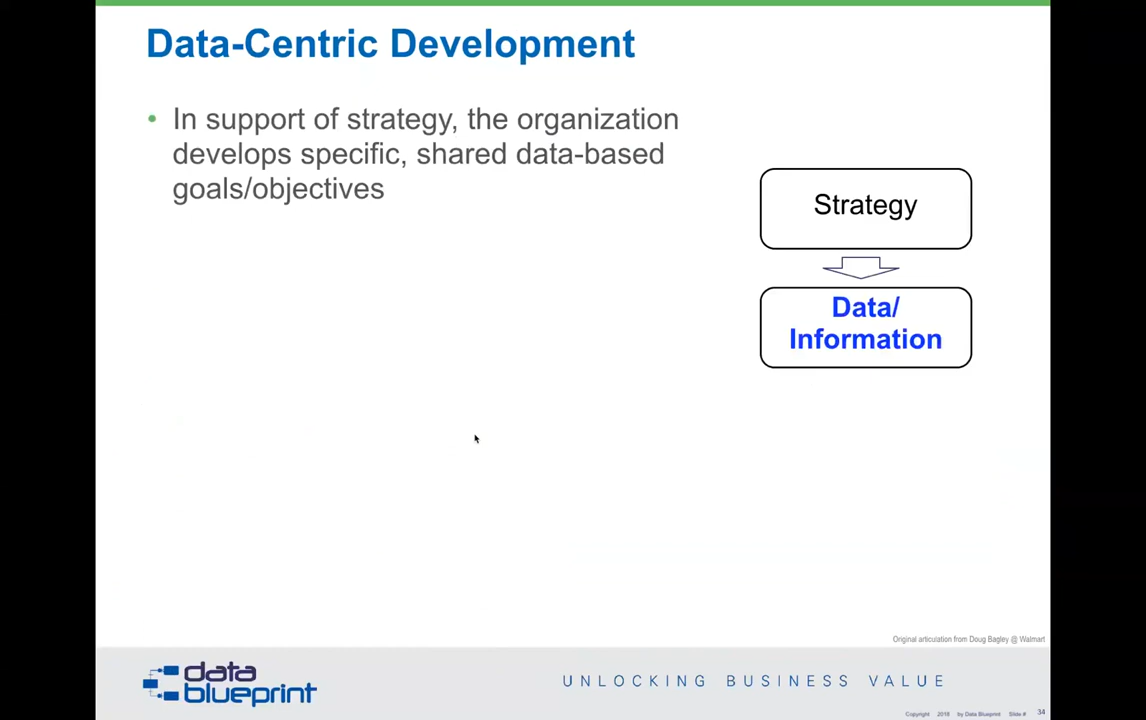 Data-Centric Development
• In support of strategy, the organization
develops specific, shared data-based
goals/objectives
Strategy
Data/
Information
Original articulation from Doug Bagley @ Walmart
data
blueprint
UNLOCKING BUSINESS VALUE
Copyright 2018 by Data Blueprint Slide # 34